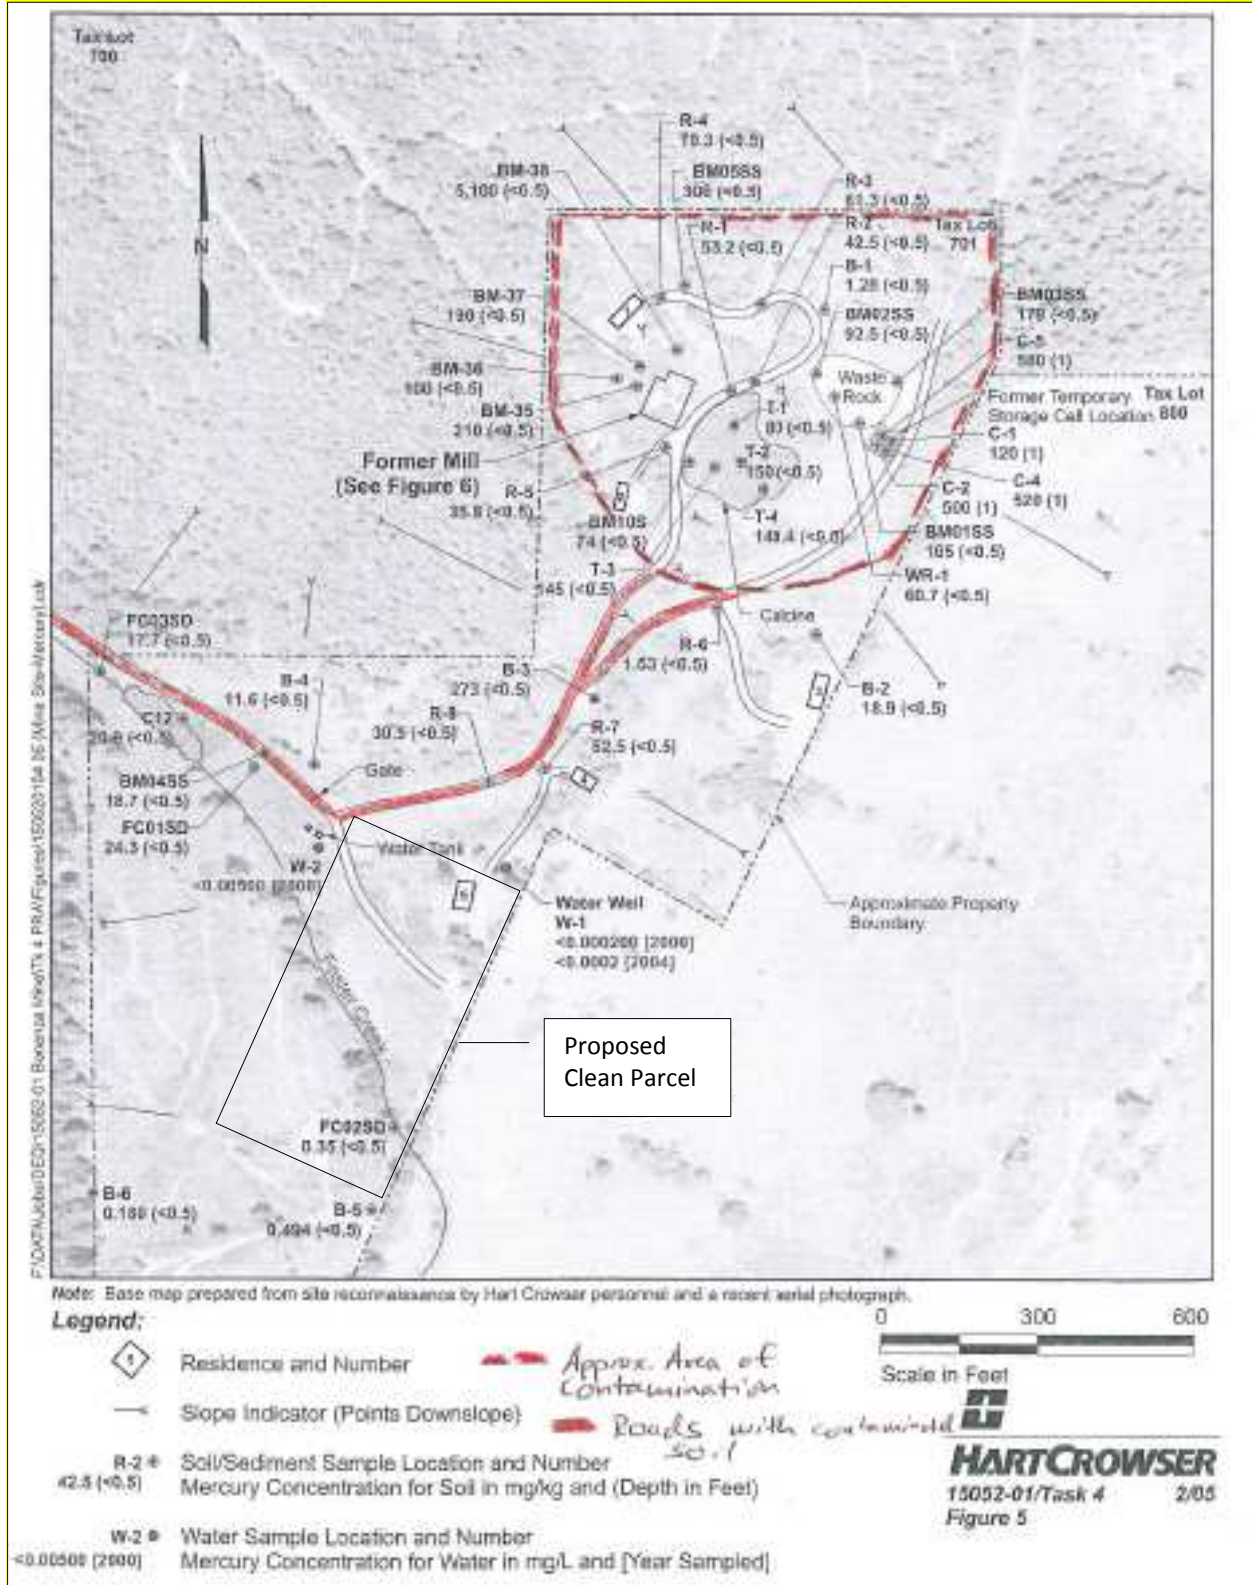 Tax Lot
700
R-4
70.3 (<0.5)
BM-38
5,100 (<0.5)
BM05SS
306 (<0.5)
R-3
61.3 (<0.5)
R-1
53.2 (<0.5)
R-2
42.5 (<0.5)
Tax Lot
701
N
B-1
1.28 (<0.5)
BM-37
190 (<0.5)
BM03SS
179 (<0.5)
BM02SS
92.5 (<0.5)
C-5
580 (1)
BM-36
100 (<0.5)
Waste
Rock
BM-35
210 (<0.5)
Former Temporary
Storage Cell Location
Tax Lot
800
T-1
80 (<0.5)
C-1
120 (1)
Former Mill
(See Figure 6)
T-2
150 (<0.5)
C-4
520 (1)
R-5
35.8 (<0.5)
C-2
500 (1)
BM10S
74 (<0.5)
T-4
148.4 (<0.5)
BM01SS
165 (<0.5)
T-3
145 (<0.5)
WR-1
60.7 (<0.5)
Calcine
FC03SD
17.7 (<0.5)
R-6
1.53 (<0.5)
B-3
273 (<0.5)
B-4
11.6 (<0.5)
B-2
18.9 (<0.5)
C12
(<0.5)
R-8
30.5 (<0.5)
R-7
52.5 (<0.5)
BM04SS
18.7 (<0.5)
Gate
FC01SD
24.3 (<0.5)
Water Tank
W-2
<0.00500 [2000]
Water Well
W-1
<0.000200 [2000]
<0.0002 [2004]
Approximate Property
Boundary
Foster Creek
Proposed
Clean Parcel
FC02SD
0.35 (<0.5)
B-6
0.180 (<0.5)
B-5
0.494 (<0.5)
Note: Base map prepared from site reconnaissance by Hart Crowser personnel and a recent aerial photograph.
Legend:
0 300 600
Scale in Feet
Residence and Number
Approx. Area of
Contamination
Slope Indicator (Points Downslope)
Roads with contaminated
soil
R-2 Soil/Sediment Sample Location and Number
42.5 (<0.5) Mercury Concentration for Soil in mg/kg and (Depth in Feet)
HARTCROWSER
15052-01/Task 4 2/05
Figure 5
W-2 Water Sample Location and Number
<0.00500 [2000] Mercury Concentration for Water in mg/L and [Year Sampled]